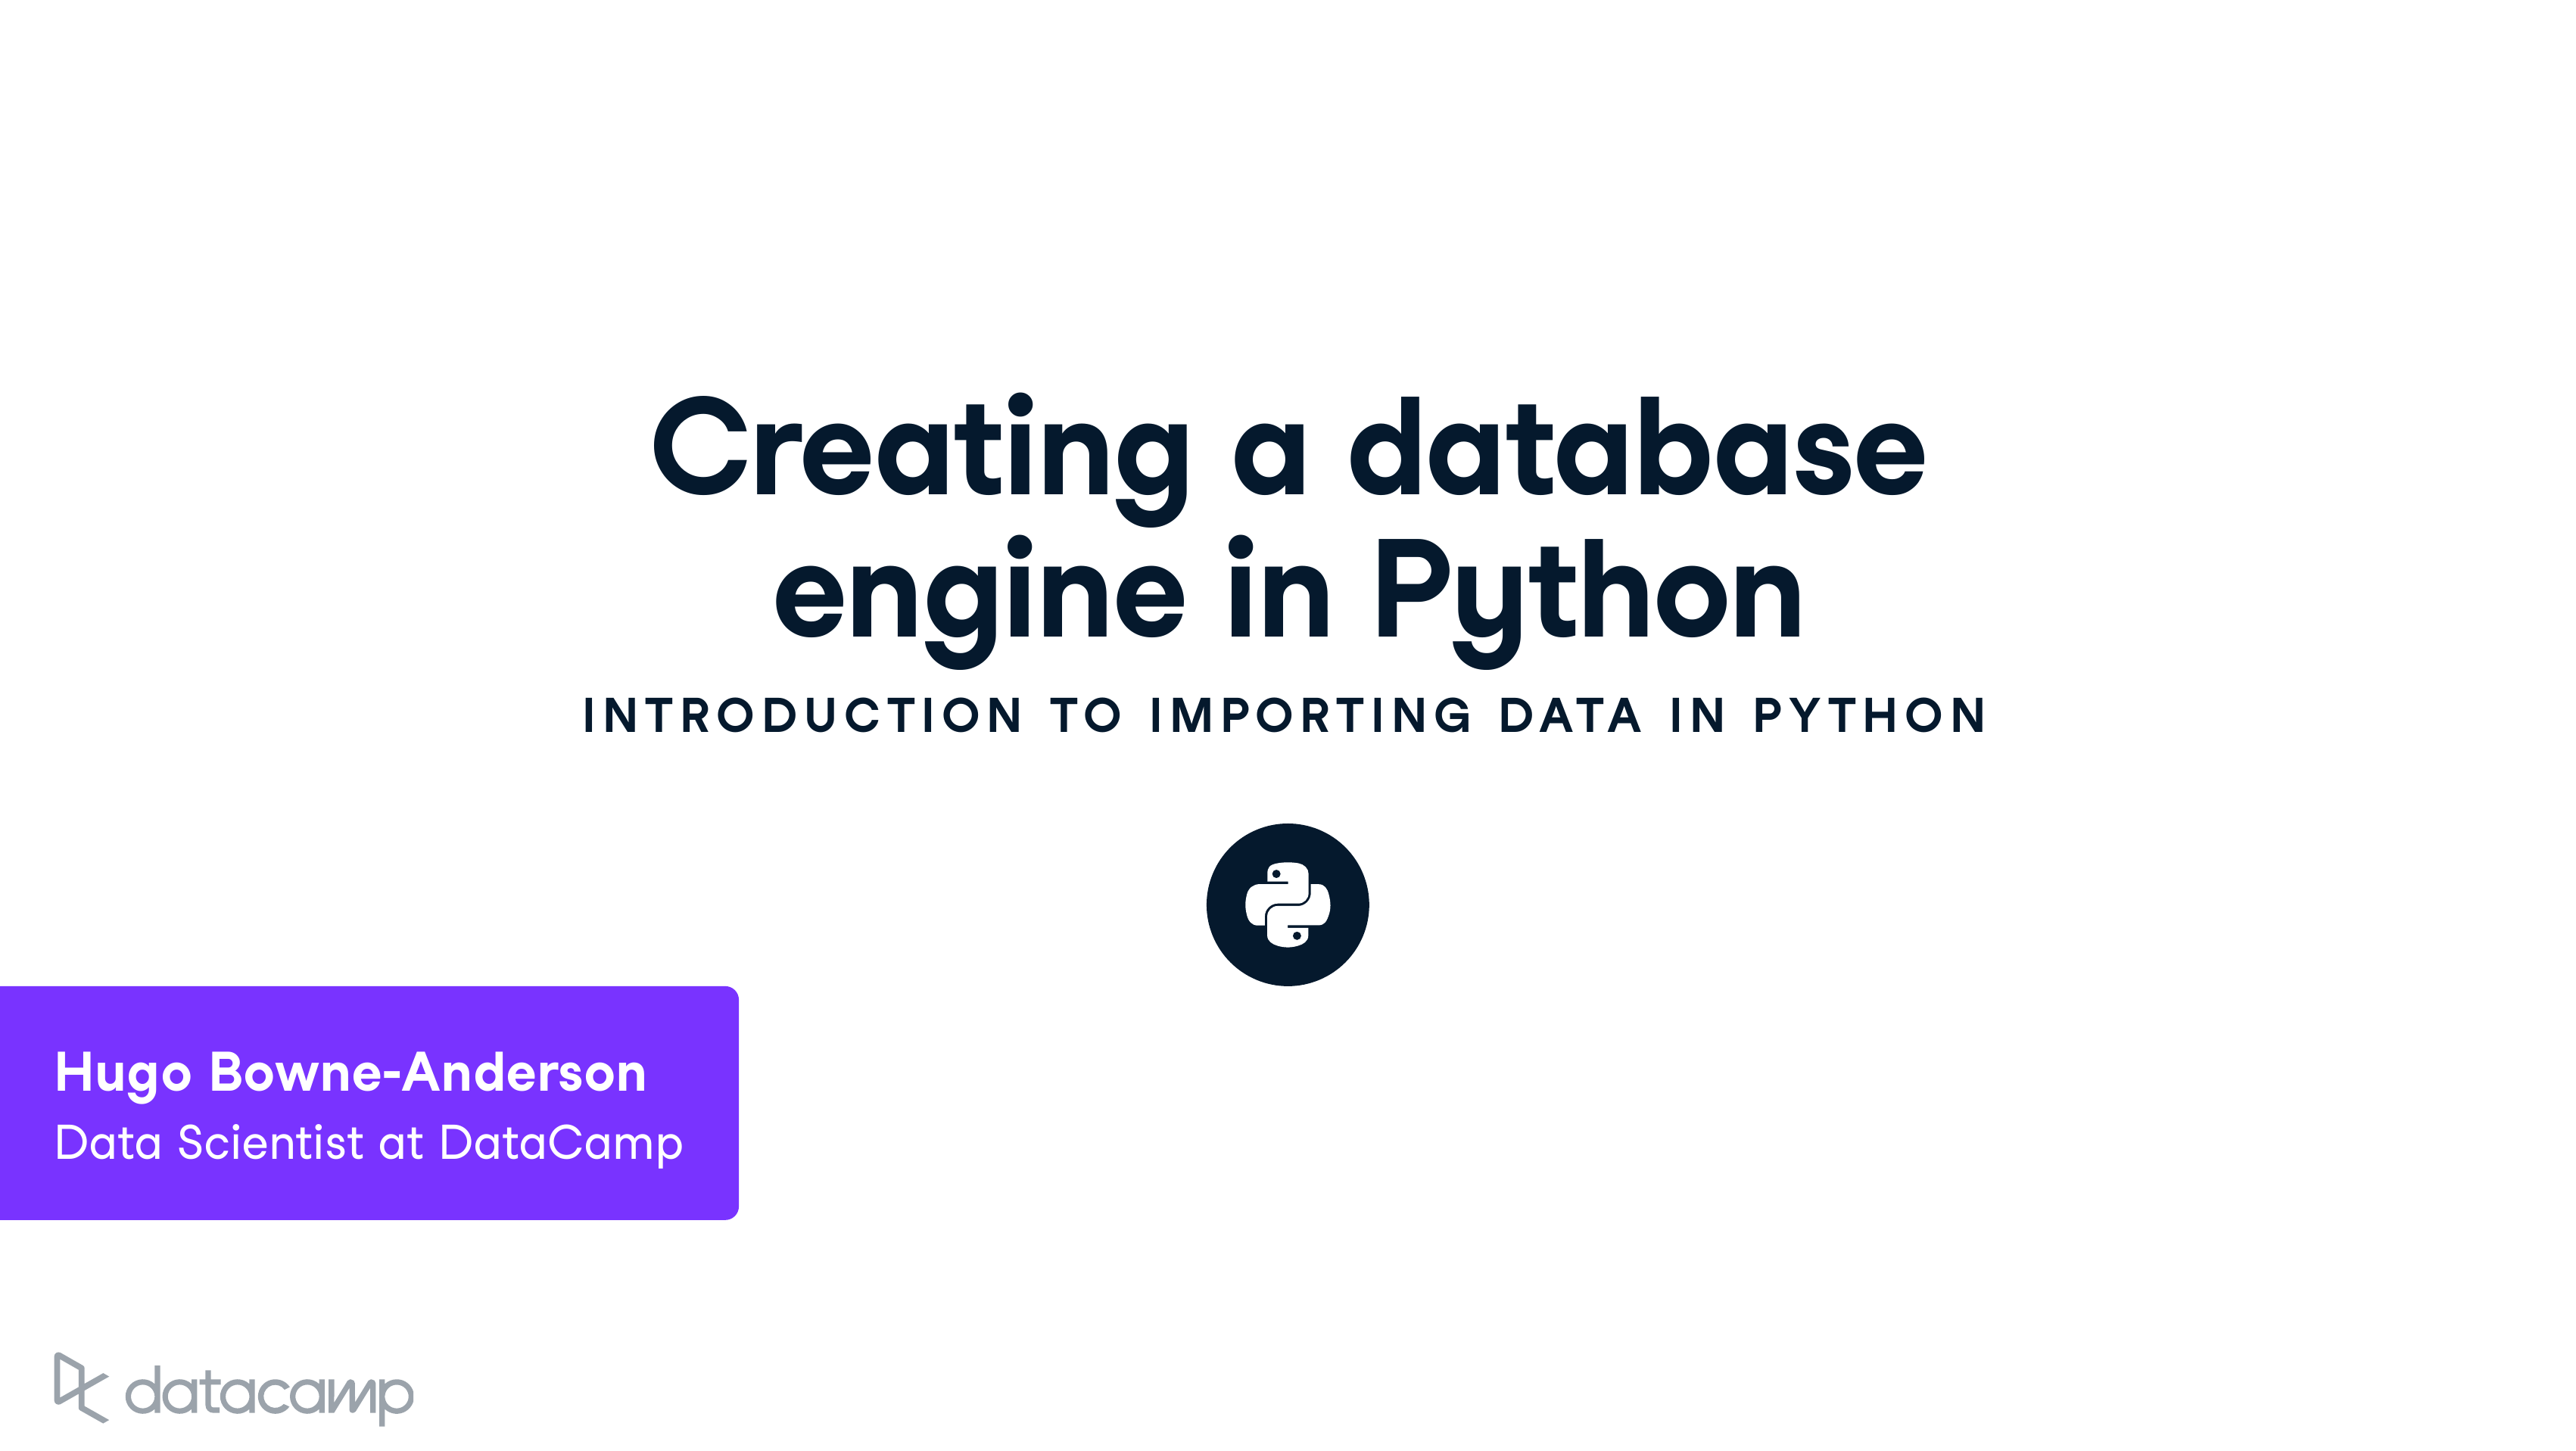 Creating a database
engine in Python
INTRODUCTION TO IMPORTING DATA IN PYTHON
Hugo Bowne-Anderson
Data Scientist at DataCamp
datacamp